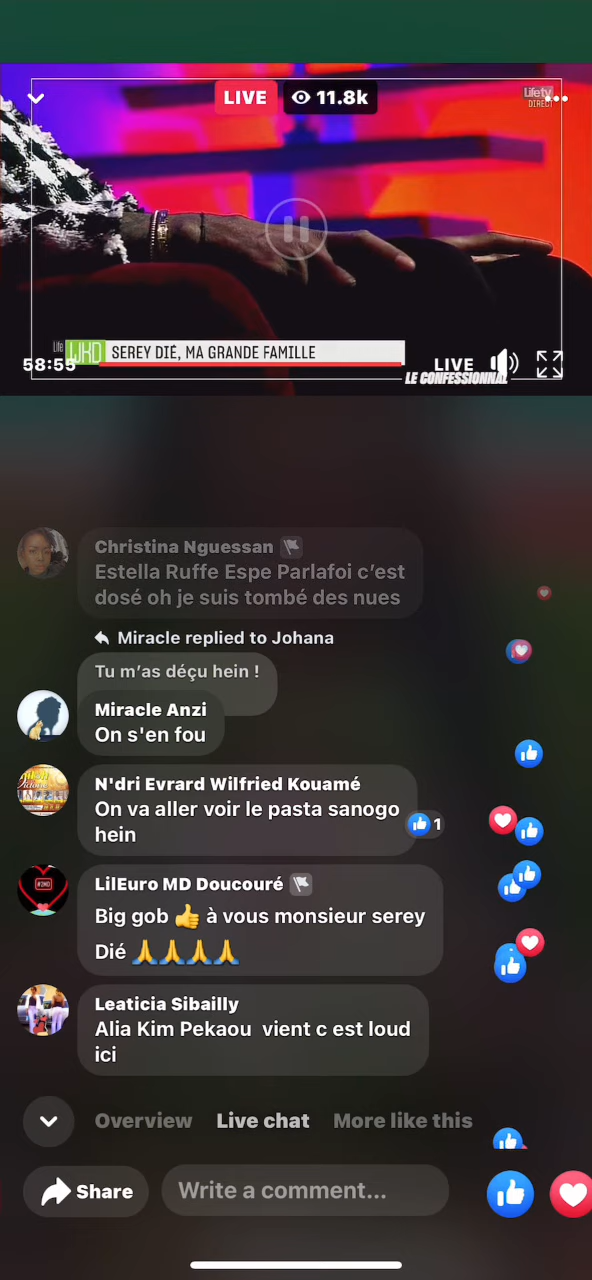 LIVE
11.8k
Lifetv
DIRECT
Life
WKD
SEREY DIÉ, MA GRANDE FAMILLE
58:55
LIVE
LE CONFESSIONNAL
Christina Nguessan
Estella Ruffe Espe Parlafoi c’est
dosé oh je suis tombé des nues
Miracle replied to Johana
Tu m’as déçu hein !
Miracle Anzi
On s'en fou
N'dri Evrard Wilfried Kouamé
On va aller voir le pasta sanogo
hein
1
LilEuro MD Doucouré
Big gob 👍 à vous monsieur serey
Dié 🙏🙏🙏🙏
Leaticia Sibailly
Alia Kim Pekaou  vient c est loud
ici
Overview
Live chat
More like this
Share
Write a comment...